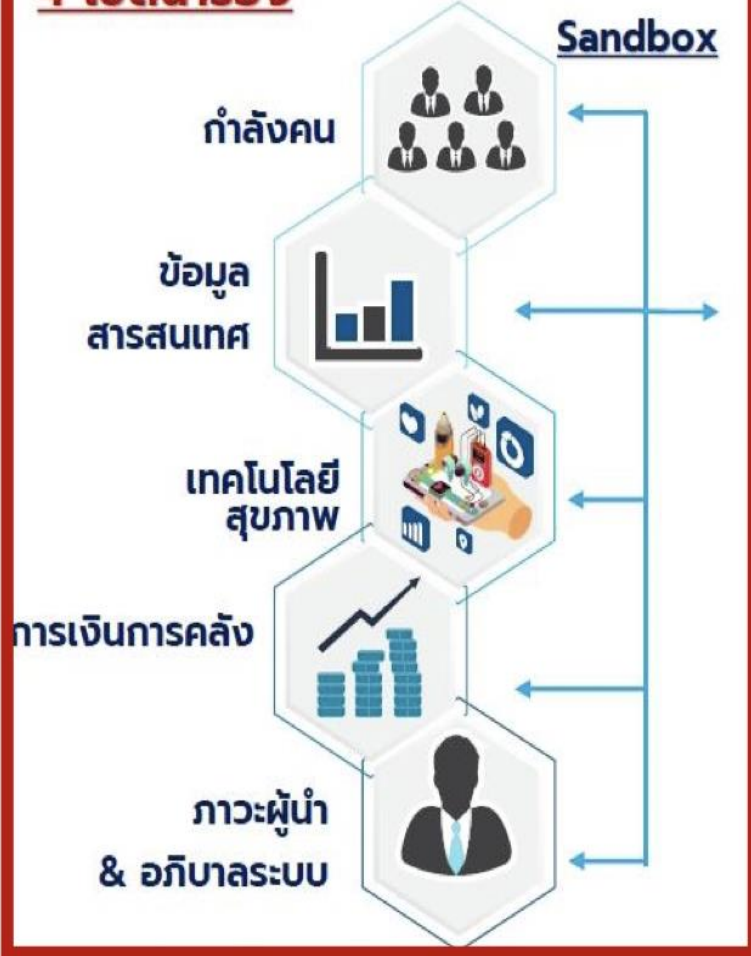 Sandbox
กำลังคน
ข้อมูล
สารสนเทศ
เทคโนโลยี
สุขภาพ
การเงินการคลัง
ภาวะผู้นำ
& อภิบาลระบบ